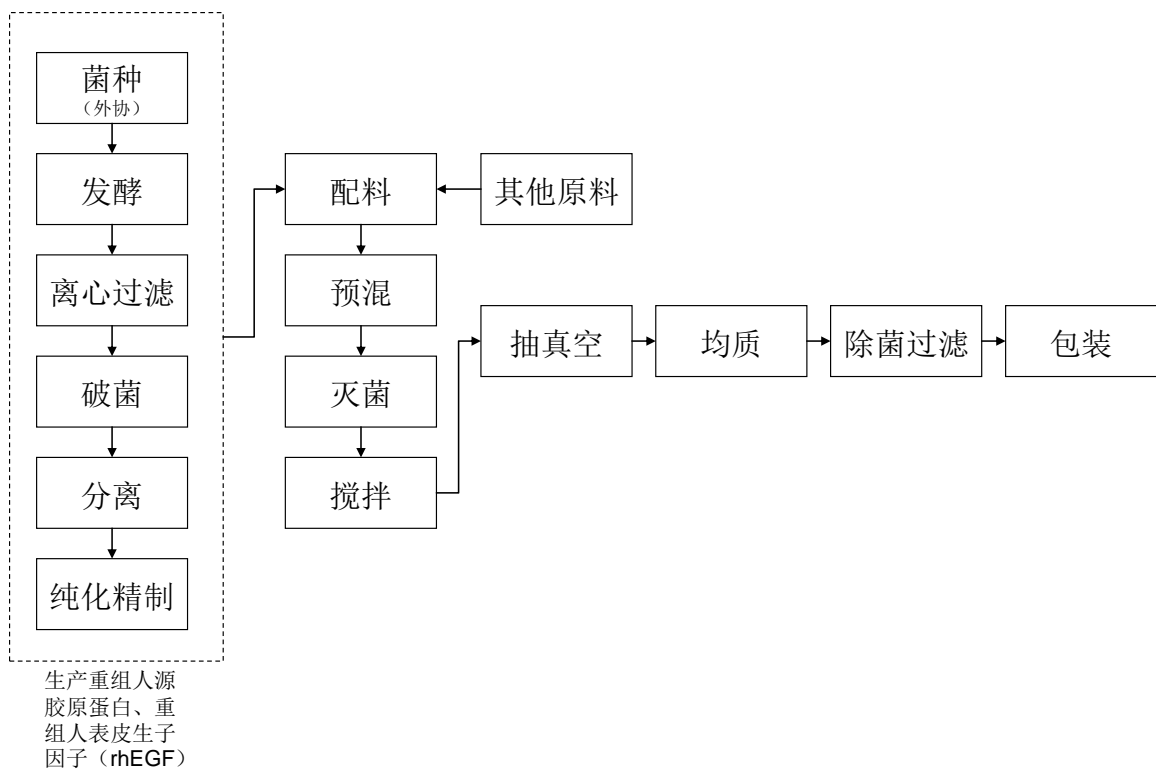 菌种
（外协）
发酵
离心过滤
破菌
分离
纯化精制
生产重组人源
胶原蛋白、重
组人表皮生子
因子（rhEGF）
配料
其他原料
预混
灭菌
搅拌
抽真空
均质
除菌过滤
包装